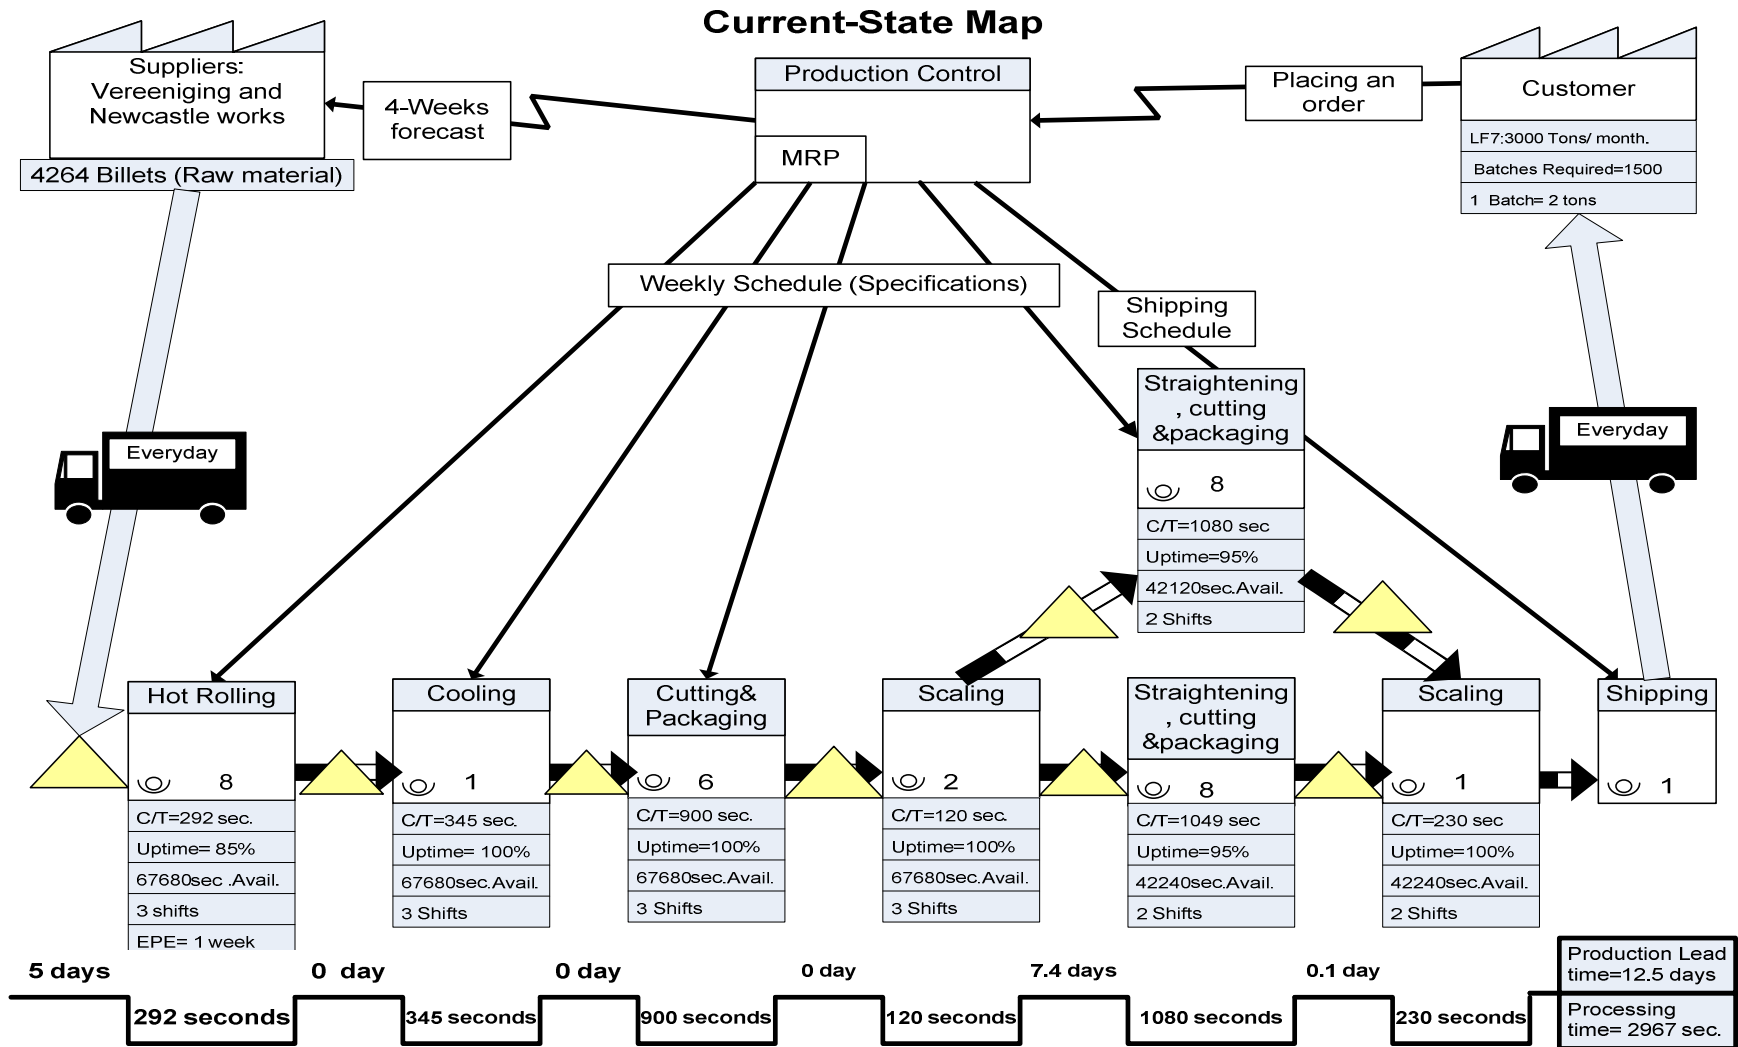 Current-State Map
Suppliers:
Vereeniging and
Newcastle works
4264 Billets (Raw material)
4-Weeks
forecast
Production Control
MRP
Placing an
order
Customer
LF7:3000 Tons/ month.
Batches Required=1500
1 Batch= 2 tons
Weekly Schedule (Specifications)
Shipping
Schedule
Everyday
Everyday
Straightening
, cutting
&packaging
8
C/T=1080 sec
Uptime=95%
42120sec.Avail.
2 Shifts
Hot Rolling
8
C/T=292 sec.
Uptime= 85%
67680sec .Avail.
3 shifts
EPE= 1 week
Cooling
1
C/T=345 sec.
Uptime= 100%
67680sec.Avail.
3 Shifts
Cutting&
Packaging
6
C/T=900 sec.
Uptime=100%
67680sec.Avail.
3 Shifts
Scaling
2
C/T=120 sec.
Uptime=100%
67680sec.Avail.
3 Shifts
Straightening
, cutting
&packaging
8
C/T=1049 sec
Uptime=95%
42240sec.Avail.
2 Shifts
Scaling
1
C/T=230 sec
Uptime=100%
42240sec.Avail.
2 Shifts
Shipping
1
5 days
0 day
0 day
0 day
7.4 days
0.1 day
292 seconds
345 seconds
900 seconds
120 seconds
1080 seconds
230 seconds
Production Lead
time=12.5 days
Processing
time= 2967 sec.